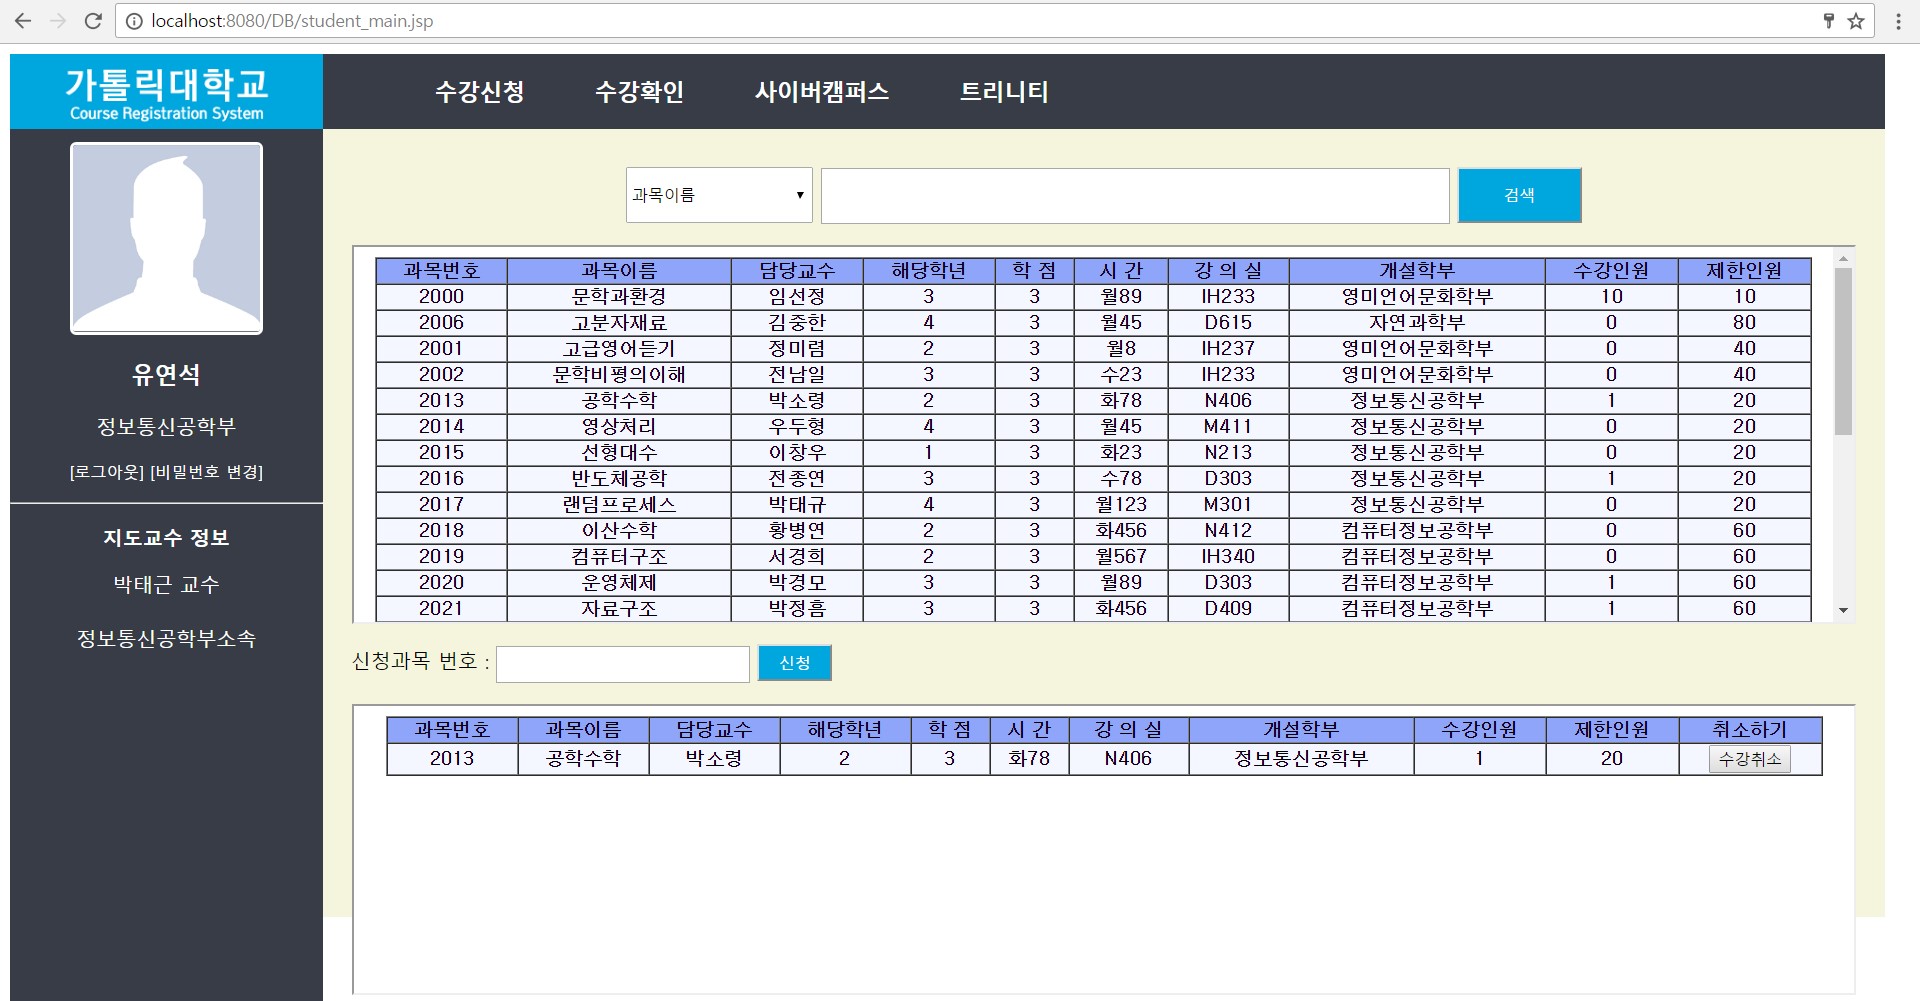 localhost:8080/DB/student_main.jsp
가톨릭대학교
Course Registration System
수강신청 수강확인 사이버캠퍼스 트리니티
유연석
정보통신공학부
[로그아웃] [비밀번호 변경]
지도교수 정보
박태근 교수
정보통신공학부소속
과목이름 검색
과목번호 과목이름 담당교수 해당학년 학 점 시 간 강 의 실 개설학부 수강인원 제한인원
2000 문학과환경 임선정 3 3 월89 IH233 영미언어문화학부 10 10
2006 고분자재료 김중한 4 3 월45 D615 자연과학부 0 80
2001 고급영어듣기 정미렴 2 3 월8 IH237 영미언어문화학부 0 40
2002 문학비평의이해 전남일 3 3 수23 IH233 영미언어문화학부 0 40
2013 공학수학 박소령 2 3 화78 N406 정보통신공학부 1 20
2014 영상처리 우두형 4 3 월45 M411 정보통신공학부 0 20
2015 선형대수 이창우 1 3 화23 N213 정보통신공학부 0 20
2016 반도체공학 전종연 3 3 수78 D303 정보통신공학부 1 20
2017 랜덤프로세스 박태규 4 3 월123 M301 정보통신공학부 0 20
2018 이산수학 황병연 2 3 화456 N412 컴퓨터정보공학부 0 60
2019 컴퓨터구조 서경희 2 3 월567 IH340 컴퓨터정보공학부 0 60
2020 운영체제 박경모 3 3 월89 D303 컴퓨터정보공학부 1 60
2021 자료구조 박정흠 3 3 화456 D409 컴퓨터정보공학부 1 60
신청과목 번호 : 신청
과목번호 과목이름 담당교수 해당학년 학 점 시 간 강 의 실 개설학부 수강인원 제한인원 취소하기
2013 공학수학 박소령 2 3 화78 N406 정보통신공학부 1 20 수강취소